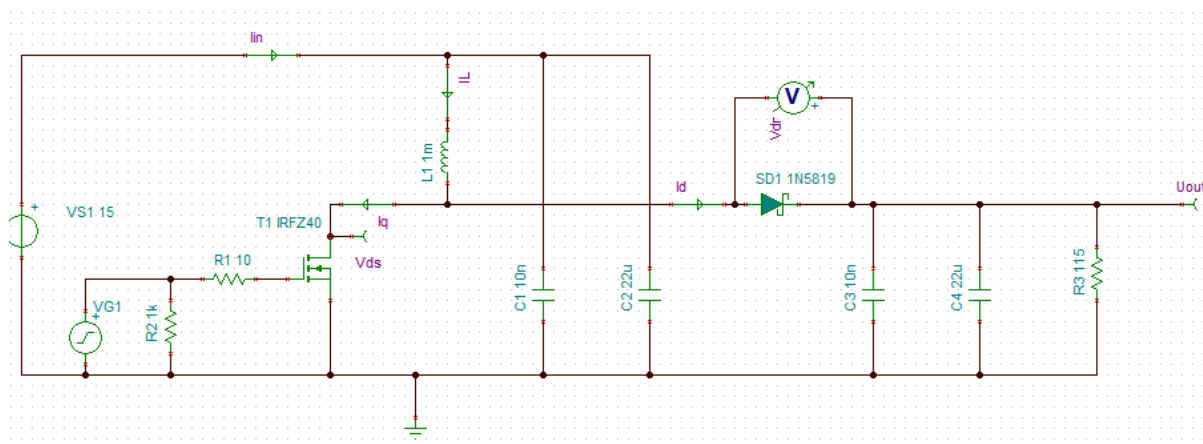 Iin
IL
V
+
Vdr
L1 1m
SD1 1N5819
Id
Uout
+
VS1 15
T1 IRFZ40
Iq
Vds
R1 10
VG1
+
R2 1k
C1 10n
C2 22u
C3 10n
C4 22u
R3 115